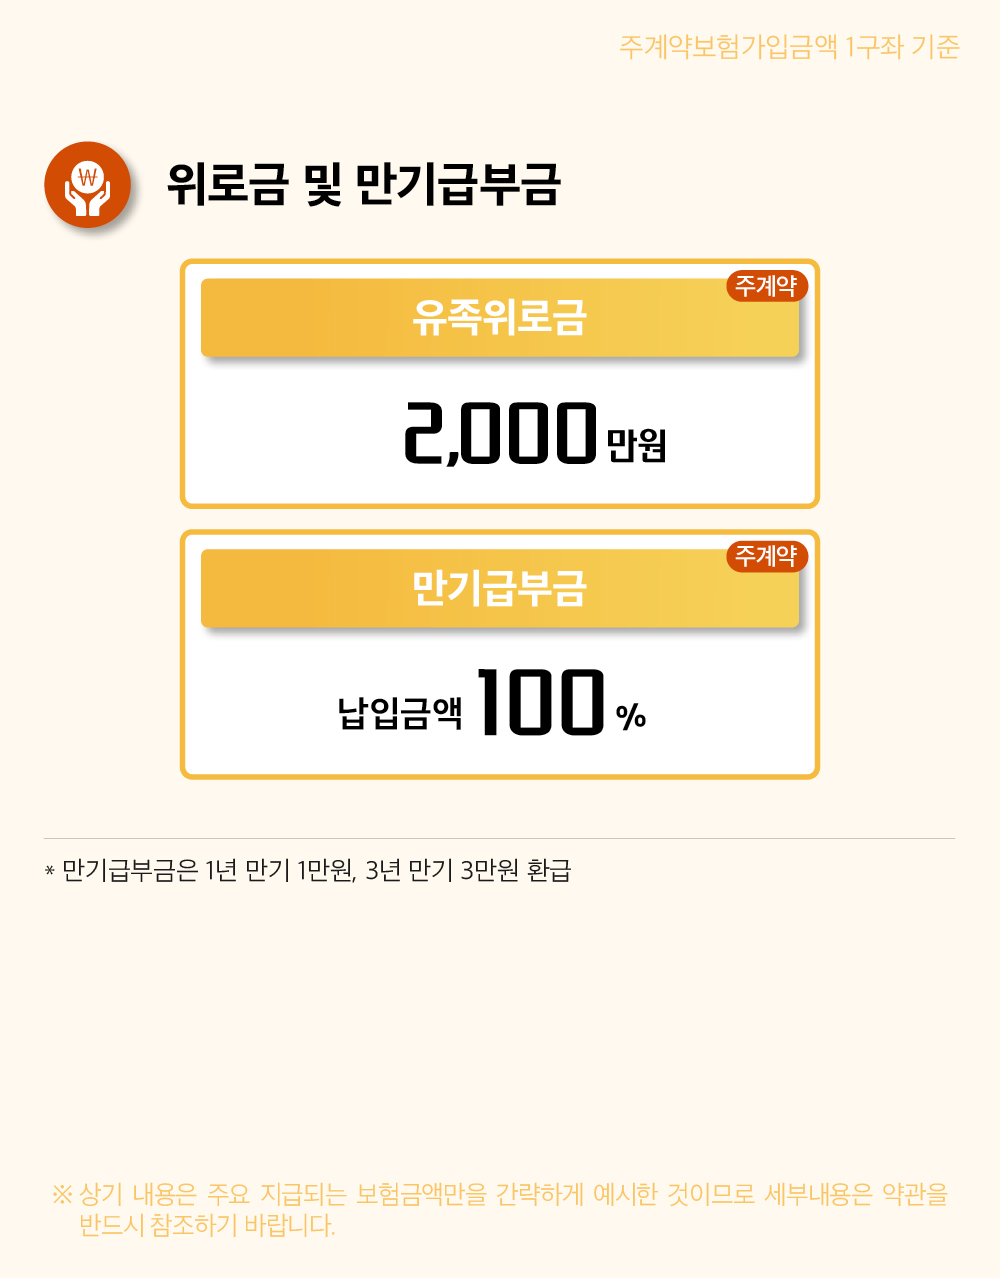 주계약보험가입금액 1구좌 기준
₩
위로금 및 만기급부금
주계약
유족위로금
2,000 만원
주계약
만기급부금
납입금액 100 %
* 만기급부금은 1년 만기 1만원, 3년 만기 3만원 환급
※ 상기 내용은 주요 지급되는 보험금액만을 간략하게 예시한 것이므로 세부내용은 약관을
반드시 참조하기 바랍니다.